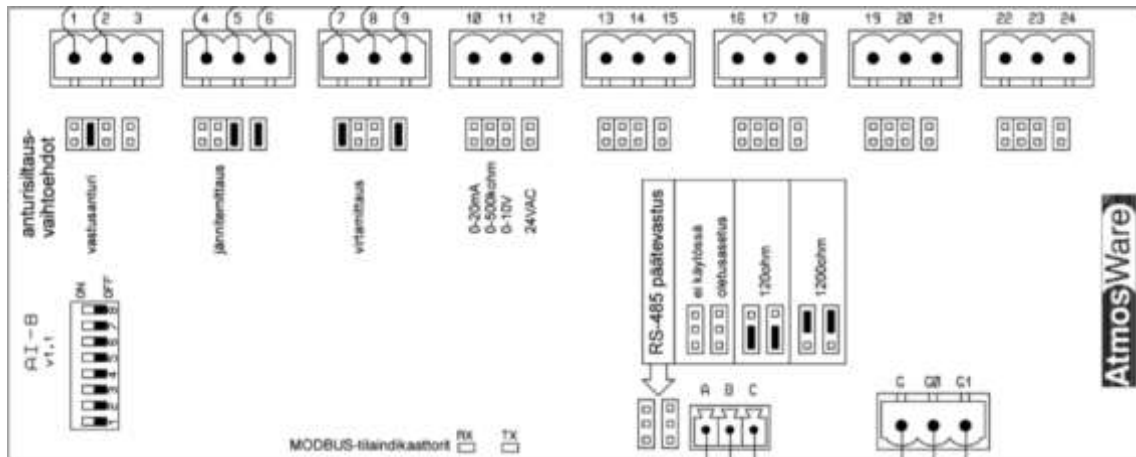 1 2 3 4 5 6 7 8 9 10 11 12 13 14 15 16 17 18 19 20 21 22 23 24
anturisiltaus-
vaihtoehdot
vastusanturi
jännitemittaus
virtamittaus
0-20mA
0-500kohm
0-10V
24VAC
RS-485 päätevastus
ei käytössä
oletusasetus
120ohm
1200ohm
AtmosWare
AI-8
v1.1
ON OFF
8
7
6
5
4
3
2
1
A B C
G G0 G1
MODBUS-tilaindikaattorit RX TX